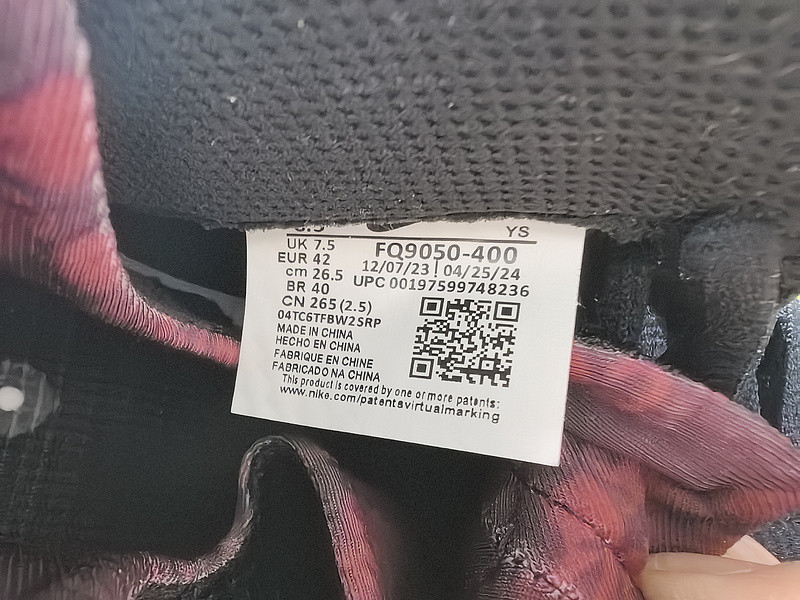 YS
UK 7.5
EUR 42
cm 26.5
BR 40
CN 265 (2.5)
FQ9050-400
12/07/23 | 04/25/24
UPC 00197599748236
04TC6TFBW2SRP
MADE IN CHINA
HECHO EN CHINA
FABRIQUE EN CHINE
FABRICADO NA CHINA
This product is covered by one or more patents:
www.nike.com/patentsvirtualmarking